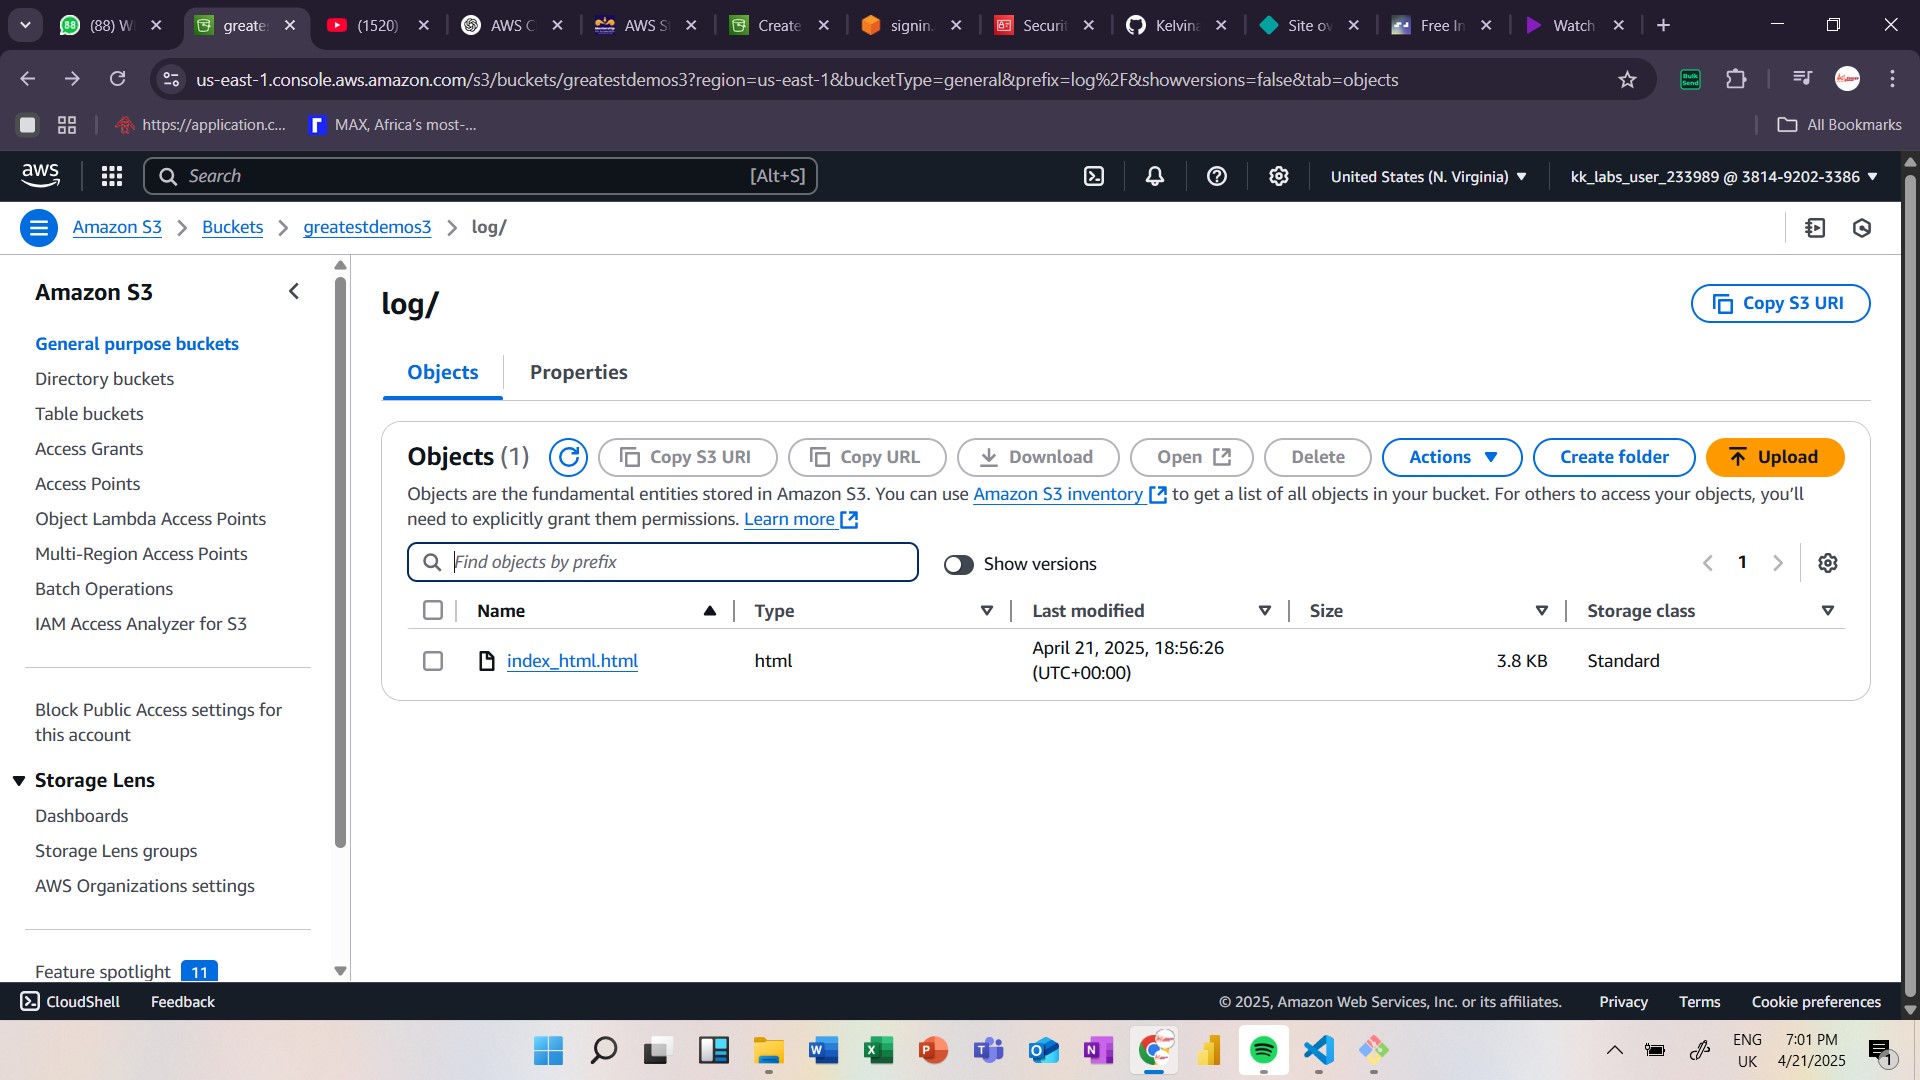 (88) W
greate
(1520)
AWS C
AWS S
Create
signin.
Securi
Kelvin
Site ov
Free In
Watch
us-east-1.console.aws.amazon.com/s3/buckets/greatestdemos3?region=us-east-1&bucketType=general&prefix=log%2F&showversions=false&tab=objects
Bulk Send
https://application.c...
MAX, Africa's most-...
All Bookmarks
aws
Search
[Alt+S]
United States (N. Virginia)
kk_labs_user_233989 @ 3814-9202-3386
Amazon S3
Buckets
greatestdemos3
log/
Amazon S3
General purpose buckets
Directory buckets
Table buckets
Access Grants
Access Points
Object Lambda Access Points
Multi-Region Access Points
Batch Operations
IAM Access Analyzer for S3
Block Public Access settings for
this account
Storage Lens
Dashboards
Storage Lens groups
AWS Organizations settings
Feature spotlight 11
log/
Copy S3 URI
Objects
Properties
Objects (1)
Copy S3 URI
Copy URL
Download
Open
Delete
Actions
Create folder
Upload
Objects are the fundamental entities stored in Amazon S3. You can use Amazon S3 inventory to get a list of all objects in your bucket. For others to access your objects, you'll
need to explicitly grant them permissions. Learn more
Find objects by prefix
Show versions
1
Name
Type
Last modified
Size
Storage class
index_html.html
html
April 21, 2025, 18:56:26
(UTC+00:00)
3.8 KB
Standard
CloudShell
Feedback
© 2025, Amazon Web Services, Inc. or its affiliates.
Privacy
Terms
Cookie preferences
ENG
UK
7:01 PM
4/21/2025
1